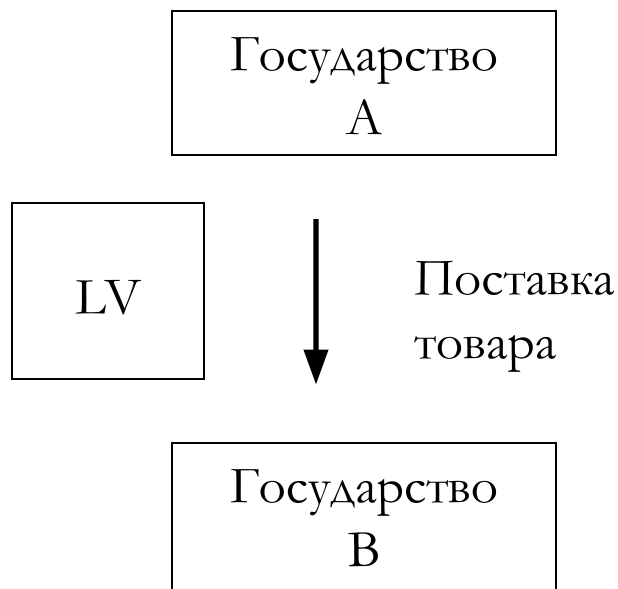 Государство
А
LV
Поставка
товара
Государство
В